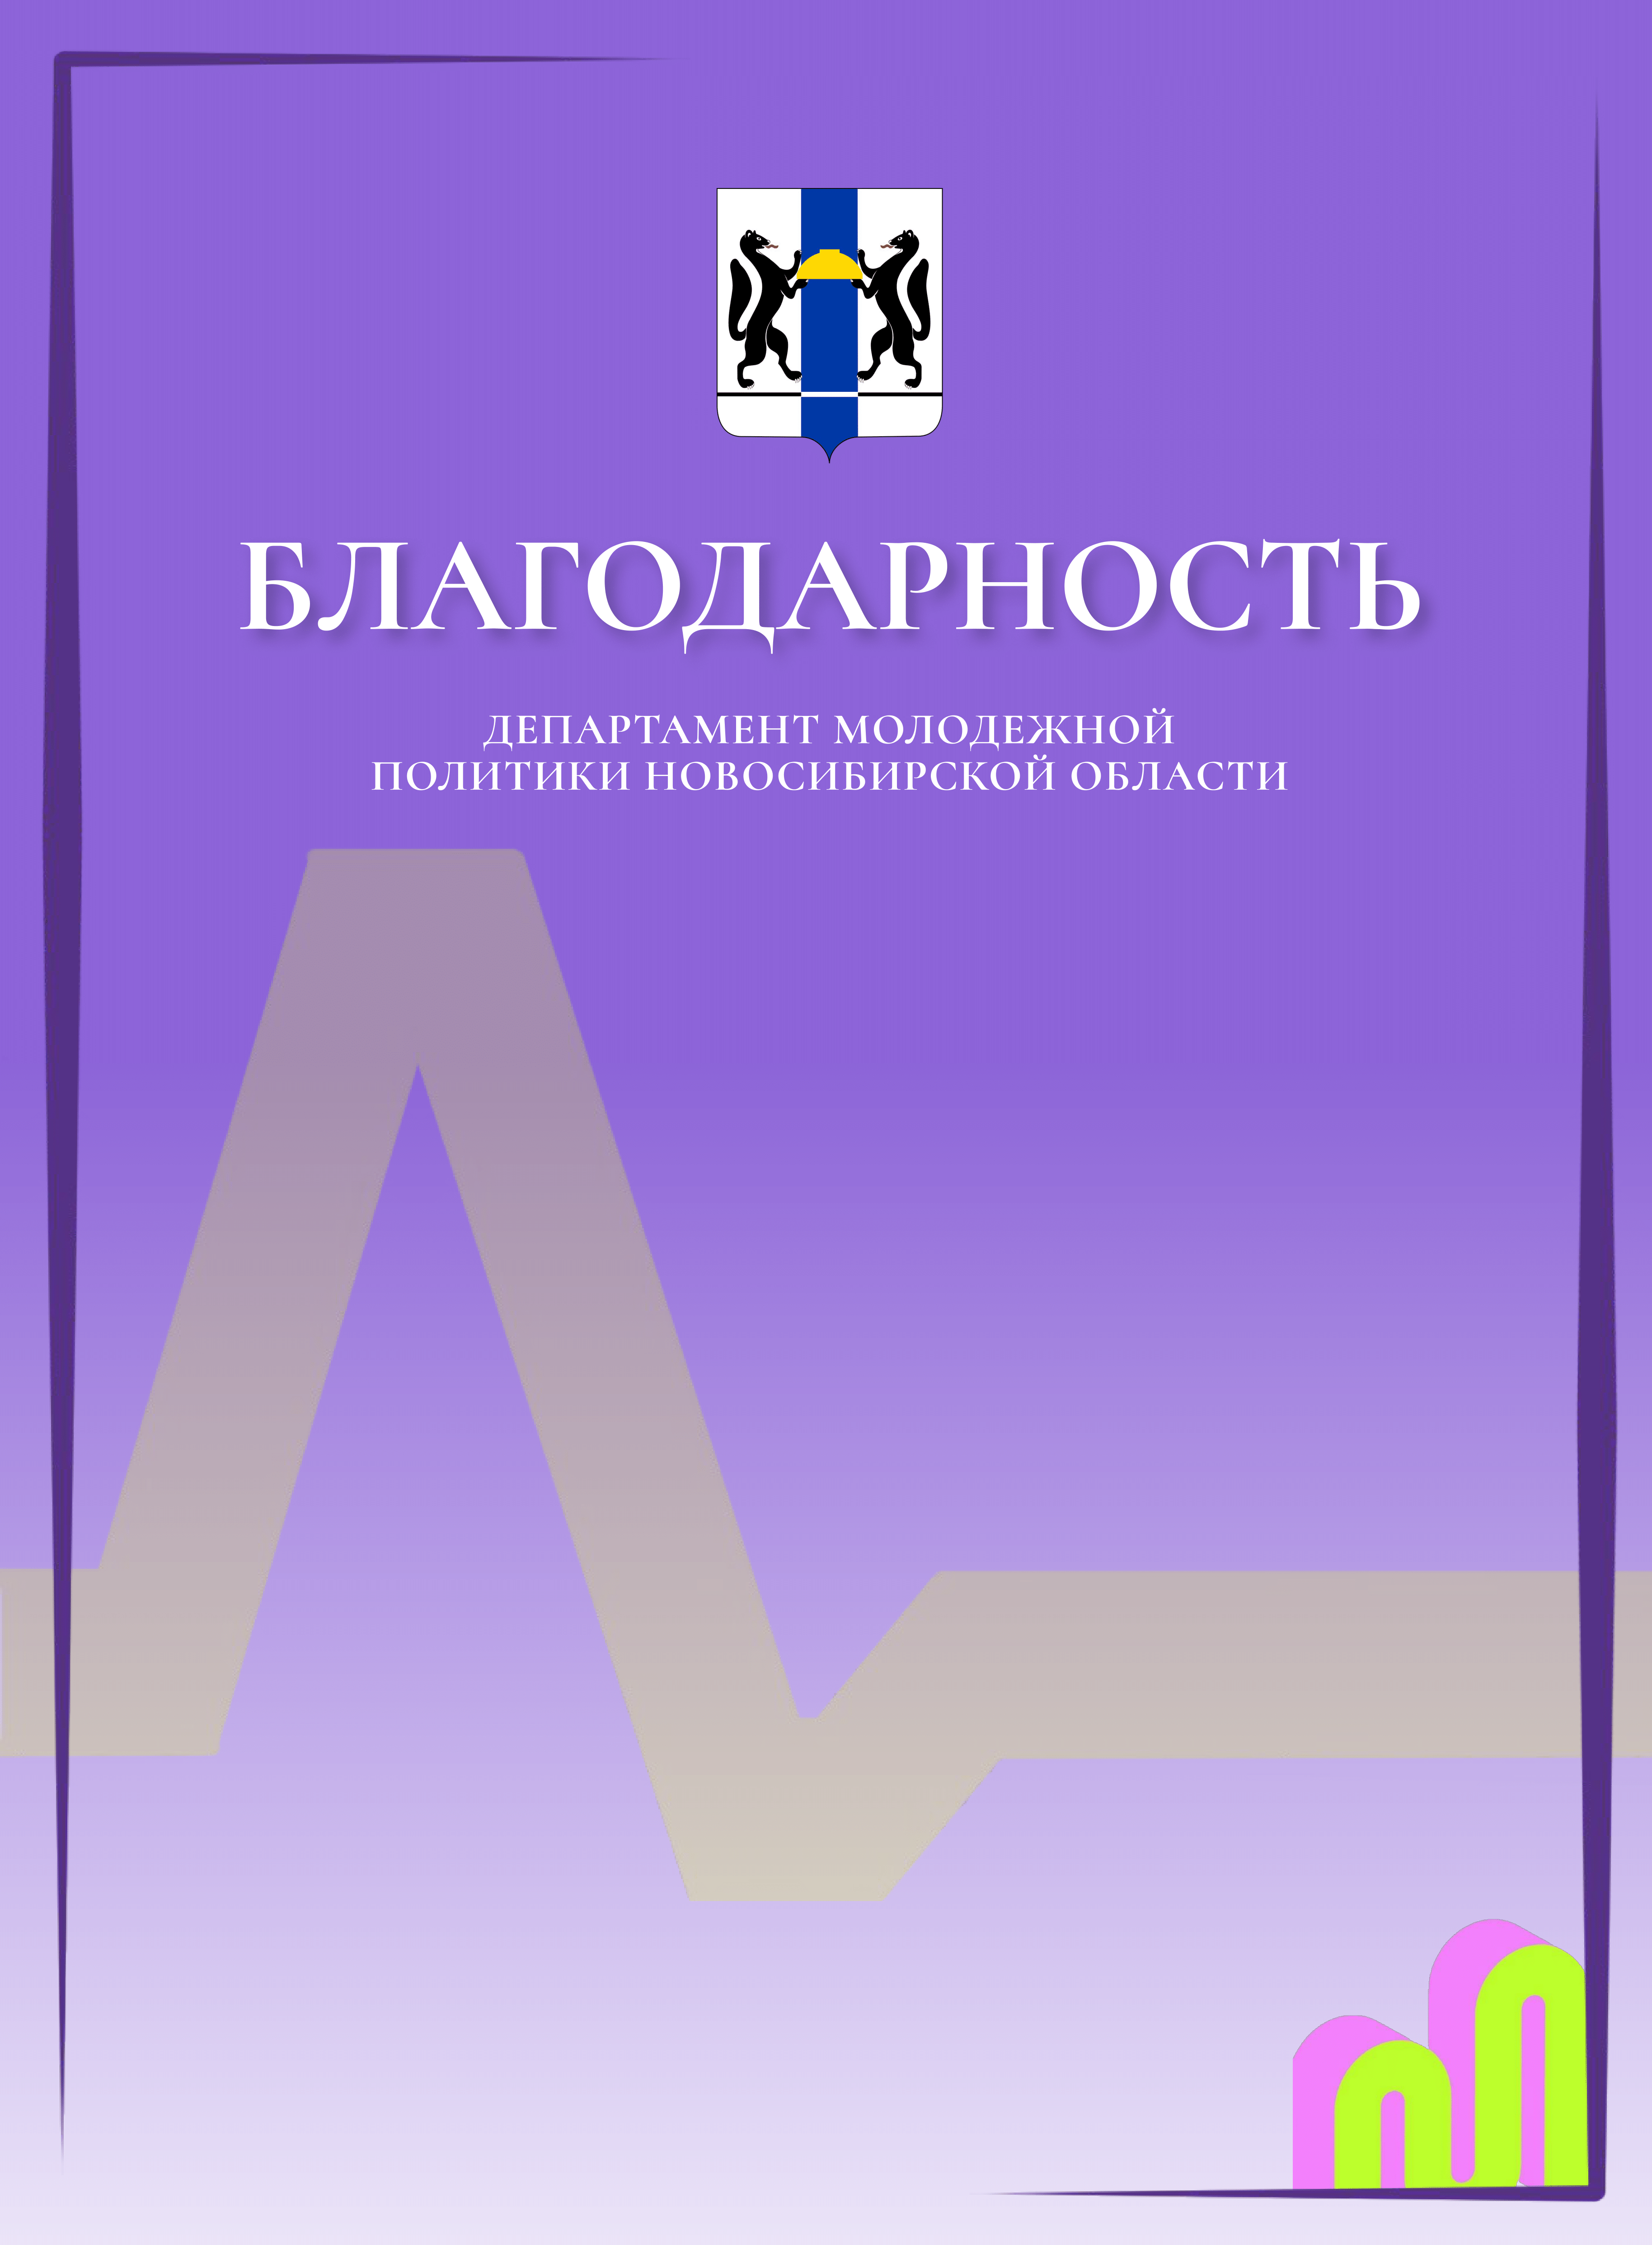 БЛАГОДАРНОСТЬ
ДЕПАРТАМЕНТ МОЛОДЕЖНОЙ
ПОЛИТИКИ НОВОСИБИРСКОЙ ОБЛАСТИ